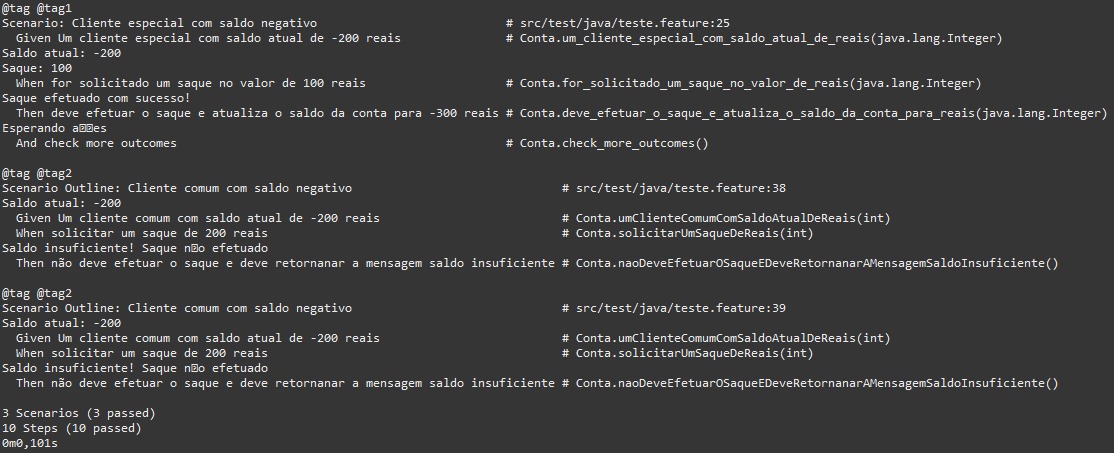 @tag @tag1
Scenario: Cliente especial com saldo negativo # src/test/java/teste.feature:25
Given Um cliente especial com saldo atual de -200 reais # Conta.um_cliente_especial_com_saldo_atual_de_reais(java.lang.Integer)
Saldo atual: -200
Saque: 100
When for solicitado um saque no valor de 100 reais # Conta.for_solicitado_um_saque_no_valor_de_reais(java.lang.Integer)
Saque efetuado com sucesso!
Then deve efetuar o saque e atualiza o saldo da conta para -300 reais # Conta.deve_efetuar_o_saque_e_atualiza_o_saldo_da_conta_para_reais(java.lang.Integer)
Esperando a��es
And check more outcomes # Conta.check_more_outcomes()

@tag @tag2
Scenario Outline: Cliente comum com saldo negativo # src/test/java/teste.feature:38
Saldo atual: -200
Given Um cliente comum com saldo atual de -200 reais # Conta.umClienteComumComSaldoAtualDeReais(int)
When solicitar um saque de 200 reais # Conta.solicitarUmSaqueDeReais(int)
Saldo insuficiente! Saque n�o efetuado
Then não deve efetuar o saque e deve retornanar a mensagem saldo insuficiente # Conta.naoDeveEfetuarOSaqueEDeveRetornanarAMensagemSaldoInsuficiente()

@tag @tag2
Scenario Outline: Cliente comum com saldo negativo # src/test/java/teste.feature:39
Saldo atual: -200
Given Um cliente comum com saldo atual de -200 reais # Conta.umClienteComumComSaldoAtualDeReais(int)
When solicitar um saque de 200 reais # Conta.solicitarUmSaqueDeReais(int)
Saldo insuficiente! Saque n�o efetuado
Then não deve efetuar o saque e deve retornanar a mensagem saldo insuficiente # Conta.naoDeveEfetuarOSaqueEDeveRetornanarAMensagemSaldoInsuficiente()

3 Scenarios (3 passed)
10 Steps (10 passed)
0m0,101s